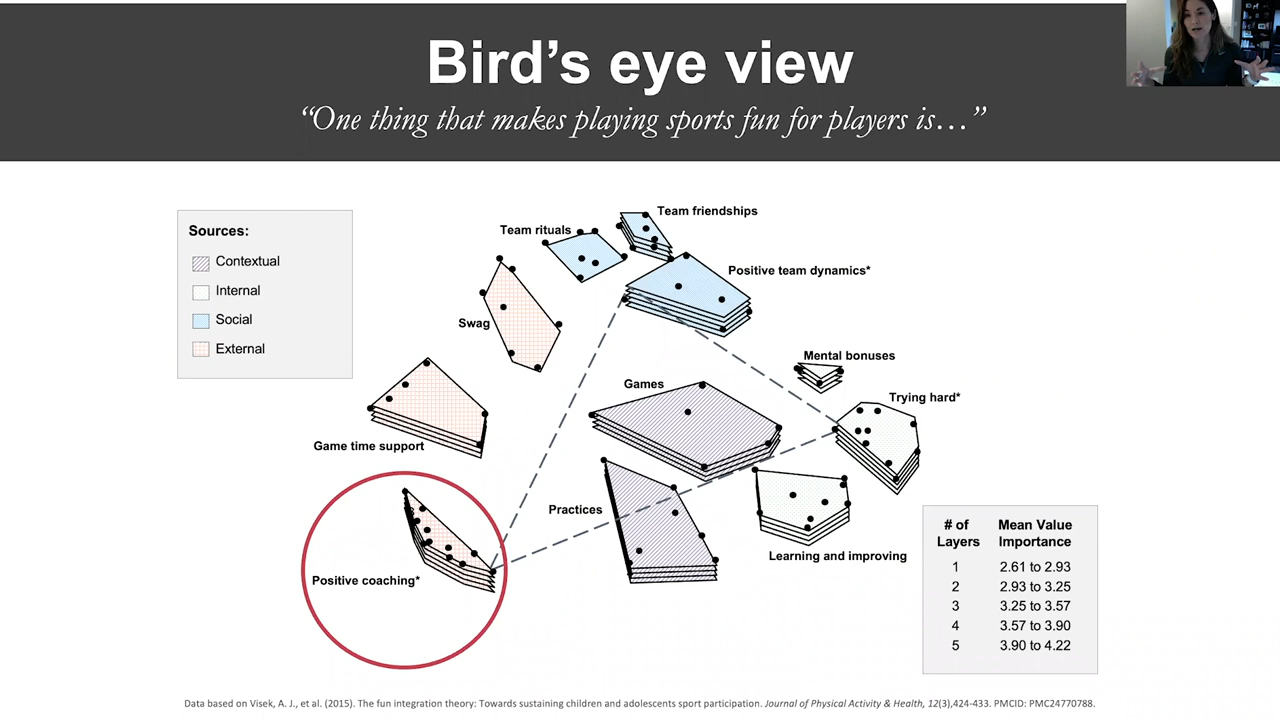 Bird’s eye view
“One thing that makes playing sports fun for players is…”
Sources:
Contextual
Internal
Social
External
Team friendships
Team rituals
Positive team dynamics*
Swag
Mental bonuses
Games
Trying hard*
Game time support
Practices
Learning and improving
Positive coaching*
# of Layers
Mean Value Importance
1 2.61 to 2.93
2 2.93 to 3.25
3 3.25 to 3.57
4 3.57 to 3.90
5 3.90 to 4.22
Data based on Visek, A. J., et al. (2015). The fun integration theory: Towards sustaining children and adolescents sport participation. Journal of Physical Activity & Health, 12(3),424-433. PMCID: PMC24770788.